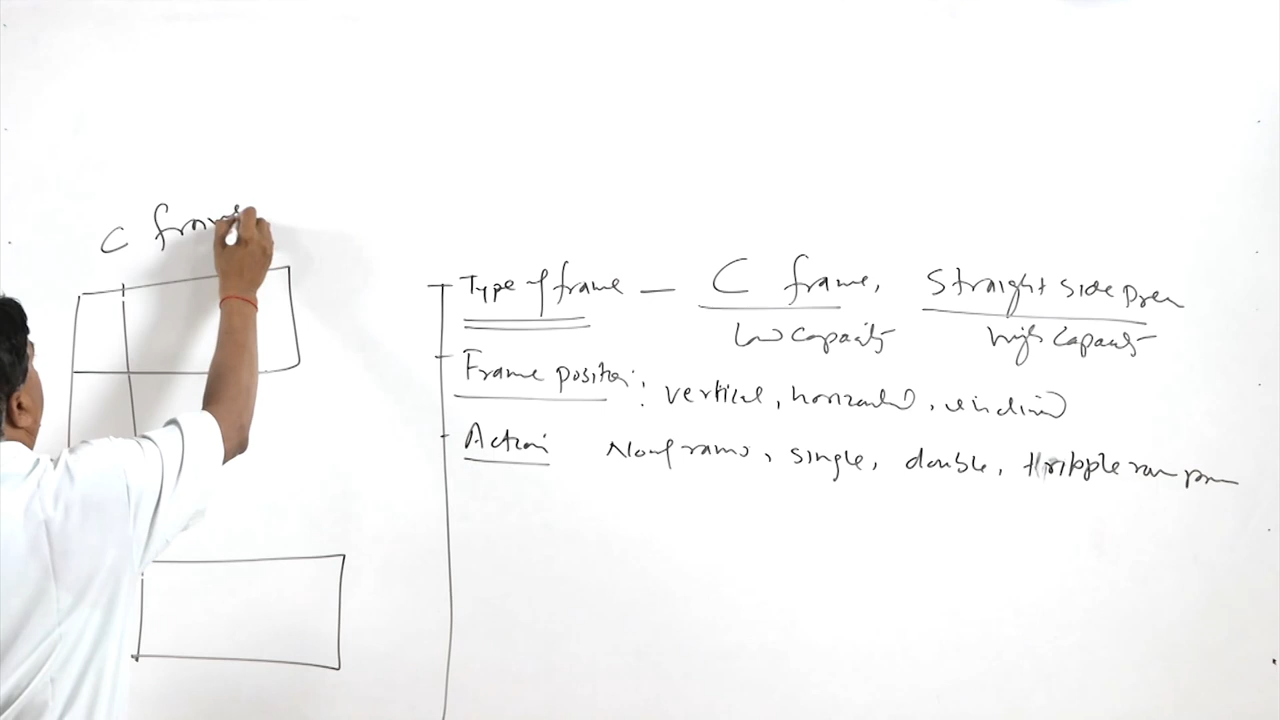 C frame
Type of frame — C frame, Straight side press
low capacity high capacity
Frame position: vertical, horizontal, inclined
Action No of rams, single, double, tripple ram press